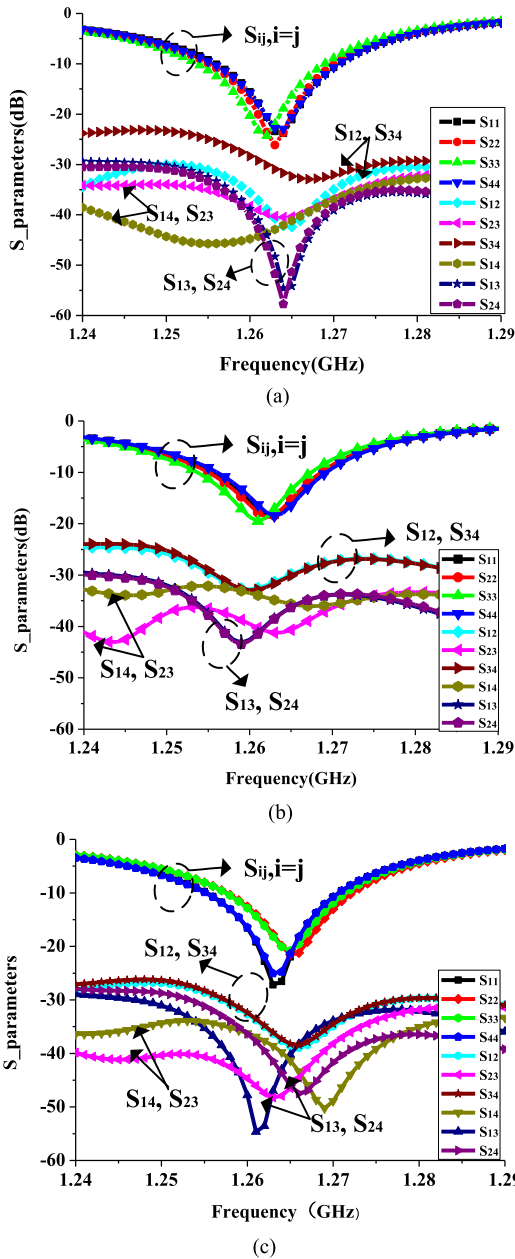 0
-10
-20
-30
-40
-50
-60
S_parameters(dB)
Sij,i=j
S12, S34
S14, S23
S13, S24
S11
S22
S33
S44
S12
S23
S34
S14
S13
S24
1.24 1.25 1.26 1.27 1.28 1.29
Frequency(GHz)
(a)
0
-10
-20
-30
-40
-50
-60
S_parameters(dB)
Sij,i=j
S12, S34
S14, S23
S13, S24
S11
S22
S33
S44
S12
S23
S34
S14
S13
S24
1.24 1.25 1.26 1.27 1.28 1.29
Frequency(GHz)
(b)
0
-10
-20
-30
-40
-50
-60
S_parameters
Sij,i=j
S12, S34
S14, S23
S13, S24
S11
S22
S33
S44
S12
S23
S34
S14
S13
S24
1.24 1.25 1.26 1.27 1.28 1.29
Frequency（GHz）
(c)